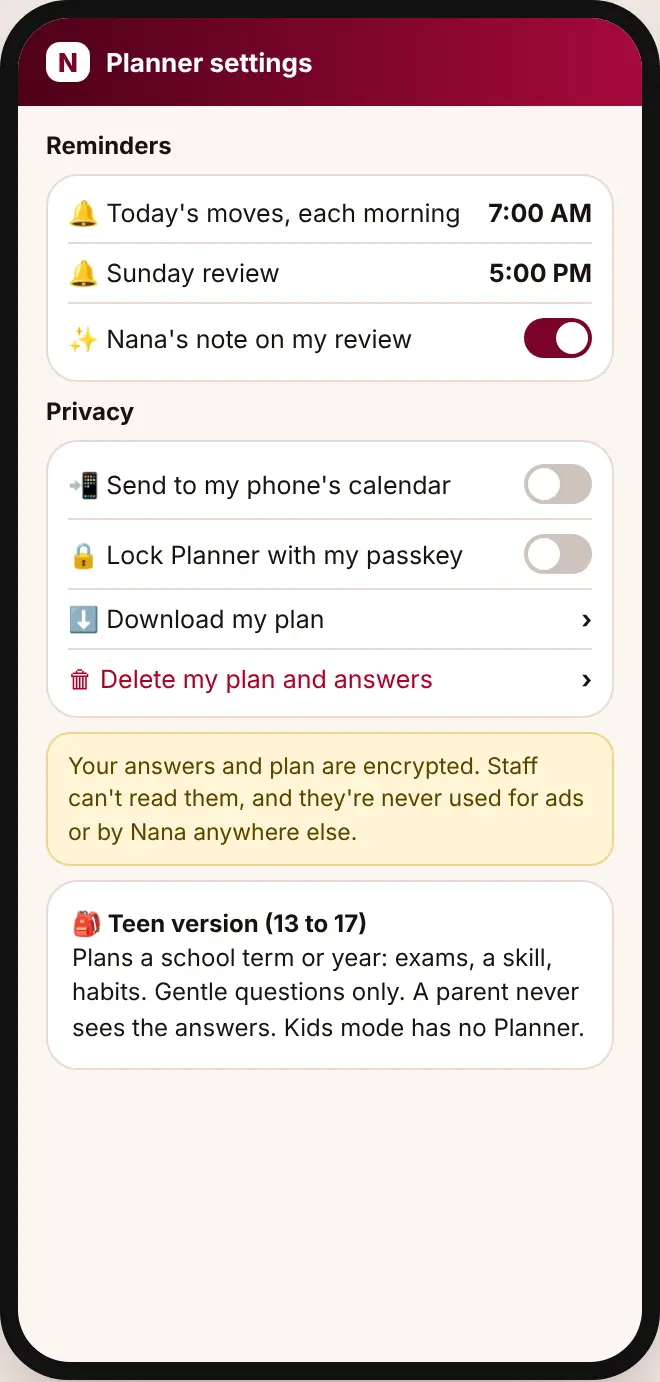 N Planner settings
Reminders
🔔 Today's moves, each morning 7:00 AM
🔔 Sunday review 5:00 PM
✨ Nana's note on my review
Privacy
📲 Send to my phone's calendar
🔒 Lock Planner with my passkey
⬇️ Download my plan ›
🗑 Delete my plan and answers ›
Your answers and plan are encrypted. Staff
can't read them, and they're never used for ads
or by Nana anywhere else.
🎒 Teen version (13 to 17)
Plans a school term or year: exams, a skill,
habits. Gentle questions only. A parent never
sees the answers. Kids mode has no Planner.